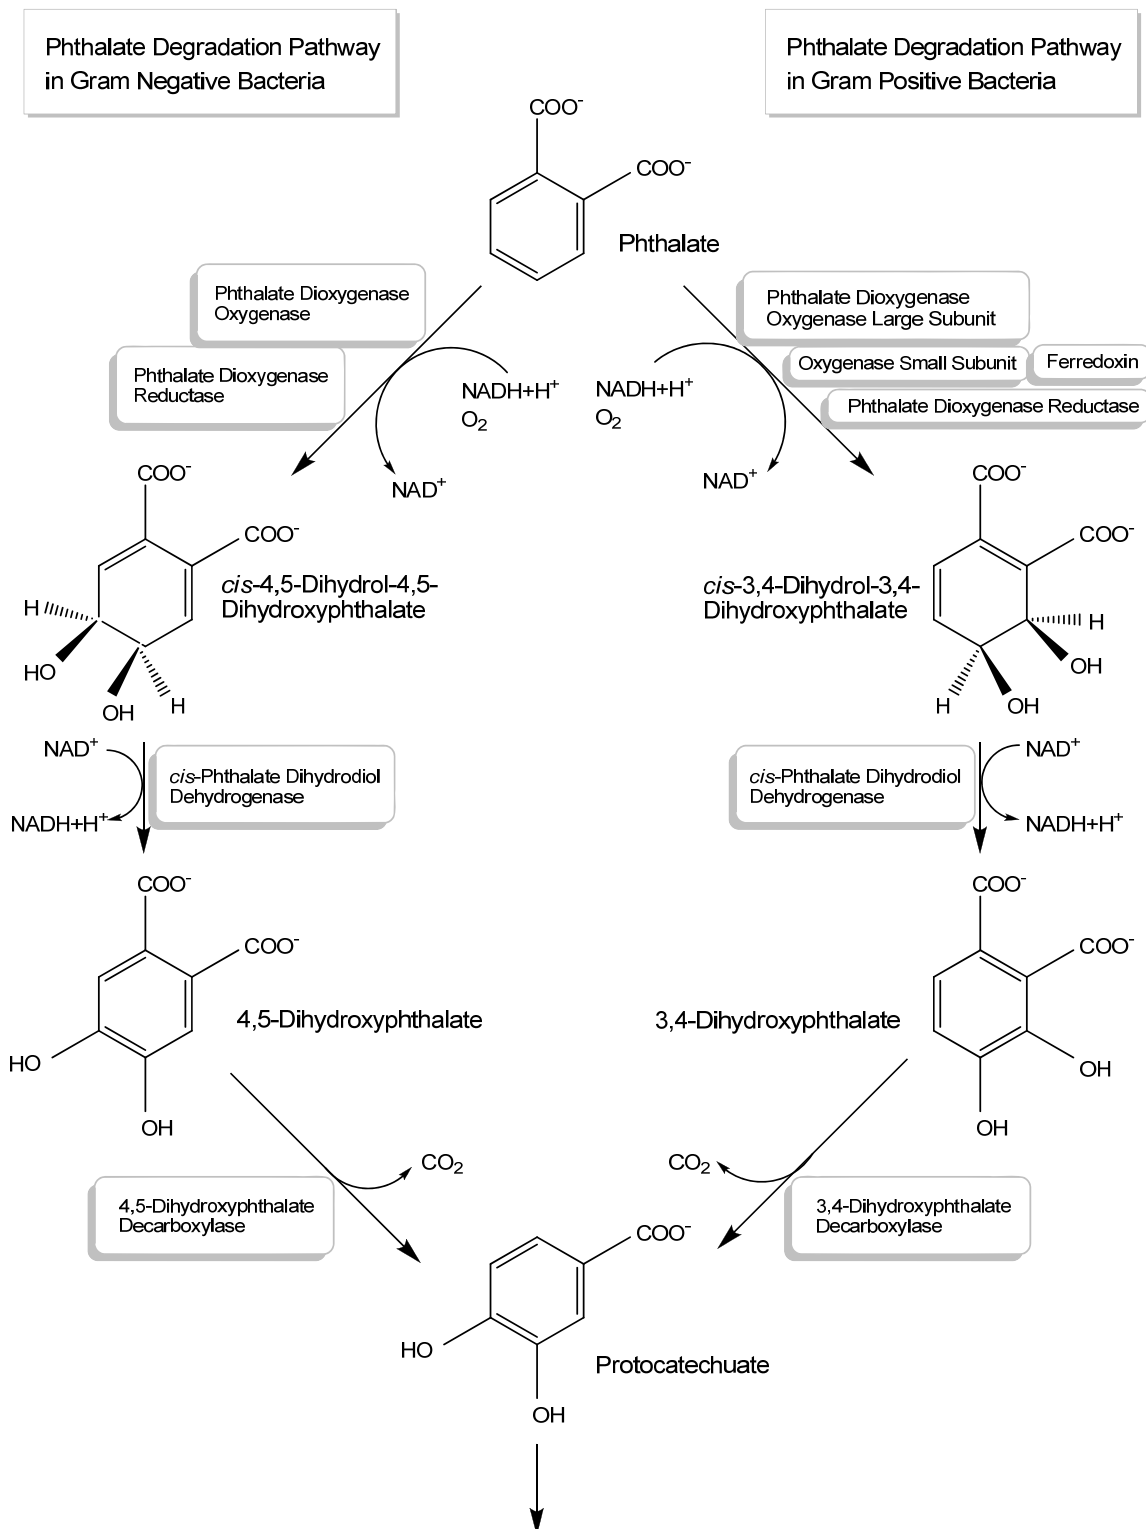 Phthalate Degradation Pathway
in Gram Negative Bacteria
Phthalate Degradation Pathway
in Gram Positive Bacteria
COO⁻
COO⁻
Phthalate
Phthalate Dioxygenase
Oxygenase
Phthalate Dioxygenase
Reductase
NADH+H⁺
O₂
NAD⁺
Phthalate Dioxygenase
Oxygenase Large Subunit
Oxygenase Small Subunit
Ferredoxin
Phthalate Dioxygenase Reductase
NADH+H⁺
O₂
NAD⁺
COO⁻
COO⁻
H
HO
OH
H
cis-4,5-Dihydrol-4,5-
Dihydroxyphthalate
COO⁻
COO⁻
H
OH
H
OH
cis-3,4-Dihydrol-3,4-
Dihydroxyphthalate
NAD⁺
NADH+H⁺
cis-Phthalate Dihydrodiol
Dehydrogenase
cis-Phthalate Dihydrodiol
Dehydrogenase
NAD⁺
NADH+H⁺
COO⁻
COO⁻
HO
OH
4,5-Dihydroxyphthalate
COO⁻
COO⁻
OH
OH
3,4-Dihydroxyphthalate
CO₂
4,5-Dihydroxyphthalate
Decarboxylase
CO₂
3,4-Dihydroxyphthalate
Decarboxylase
COO⁻
HO
OH
Protocatechuate